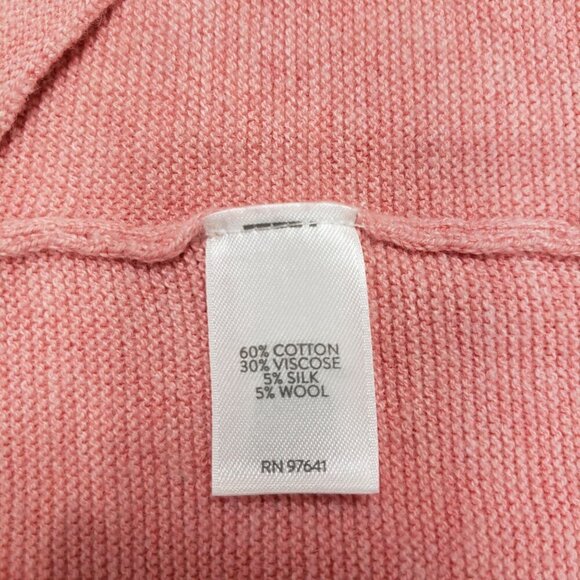 60% COTTON
30% VISCOSE
5% SILK
5% WOOL
RN 97641